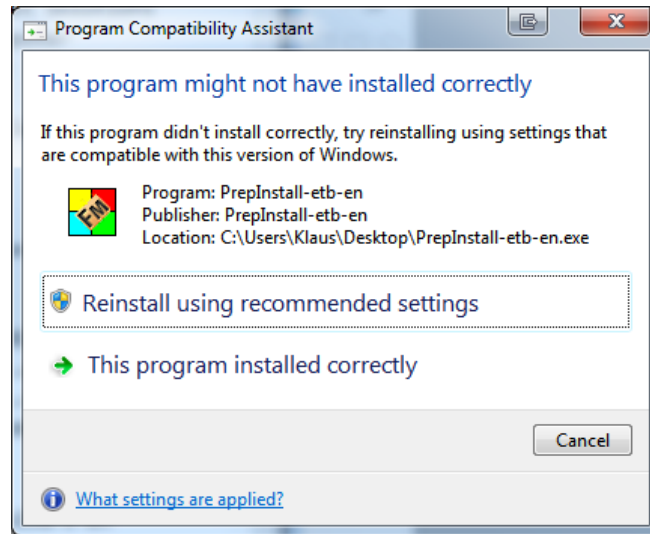 Program Compatibility Assistant
This program might not have installed correctly
If this program didn't install correctly, try reinstalling using settings that
are compatible with this version of Windows.
FM
Program: PrepInstall-etb-en
Publisher: PrepInstall-etb-en
Location: C:\Users\Klaus\Desktop\PrepInstall-etb-en.exe
Reinstall using recommended settings
This program installed correctly
Cancel
What settings are applied?